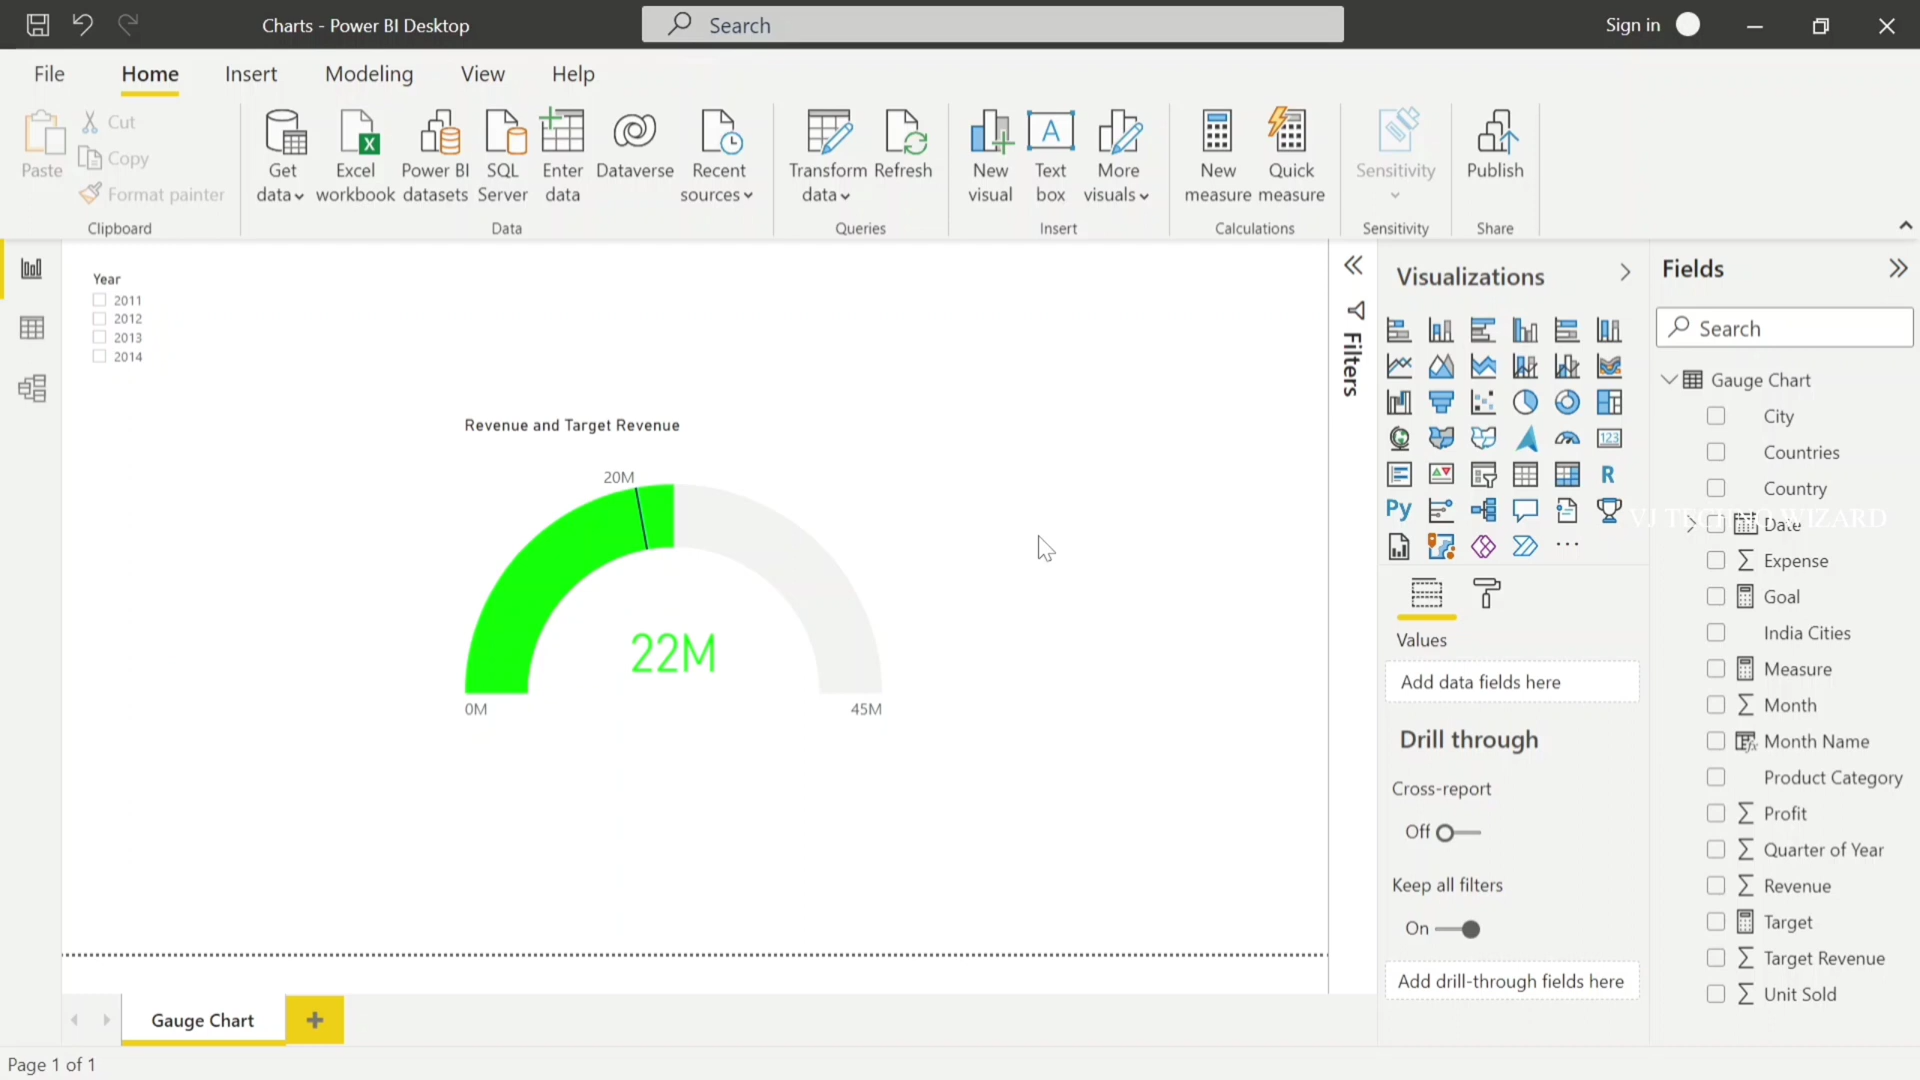 Charts - Power BI Desktop
Search
Sign in
File
Home
Insert
Modeling
View
Help
Paste
Cut
Copy
Format painter
Clipboard
Get data
Excel workbook
Power BI datasets
SQL Server
Enter data
Dataverse
Recent sources
Data
Transform data
Refresh
Queries
New visual
Text box
More visuals
Insert
New measure
Quick measure
Calculations
Sensitivity
Sensitivity
Publish
Share
Year
2011
2012
2013
2014
Revenue and Target Revenue
20M
22M
0M
45M
Filters
Visualizations
123
R
Py
Values
Add data fields here
Drill through
Cross-report
Off
Keep all filters
On
Add drill-through fields here
Fields
Search
Gauge Chart
City
Countries
Country
VJ TECHNO WIZARD
Date
Expense
Goal
India Cities
Measure
Month
Month Name
Product Category
Profit
Quarter of Year
Revenue
Target
Target Revenue
Unit Sold
Gauge Chart
Page 1 of 1